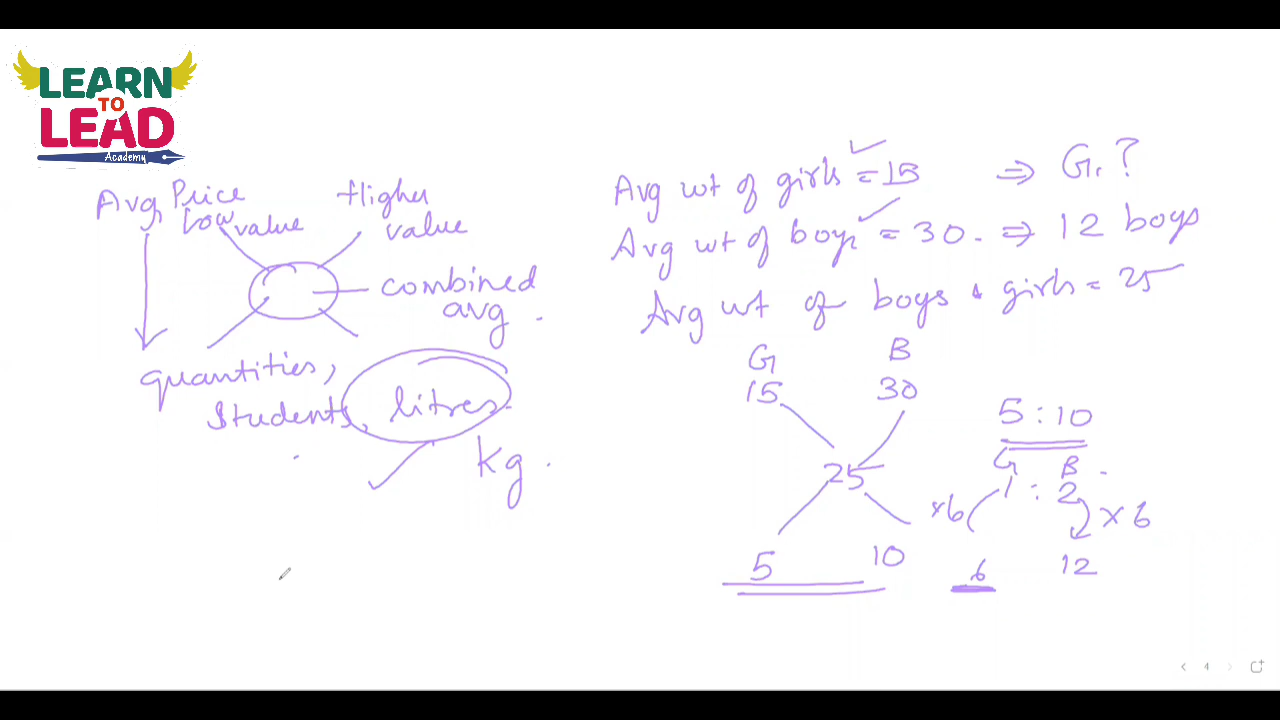 LEARN
TO
LEAD
Academy
Avg Price
Low value
Higher
value
combined
avg.
quantities,
Students, litres.
kg.
Avg wt of girls = 15 ⇒ G. ?
Avg wt of boys = 30. ⇒ 12 boys
Avg wt of boys & girls = 25
G B
15 30
25
5 10
5 : 10
G B.
1 : 2
×6 × 6
6 12
4